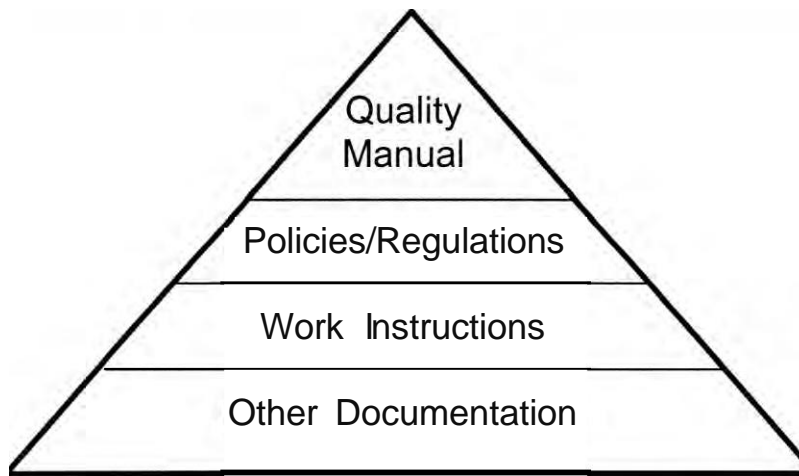 Quality
Manual
Policies/Regulations
Work Instructions
Other Documentation